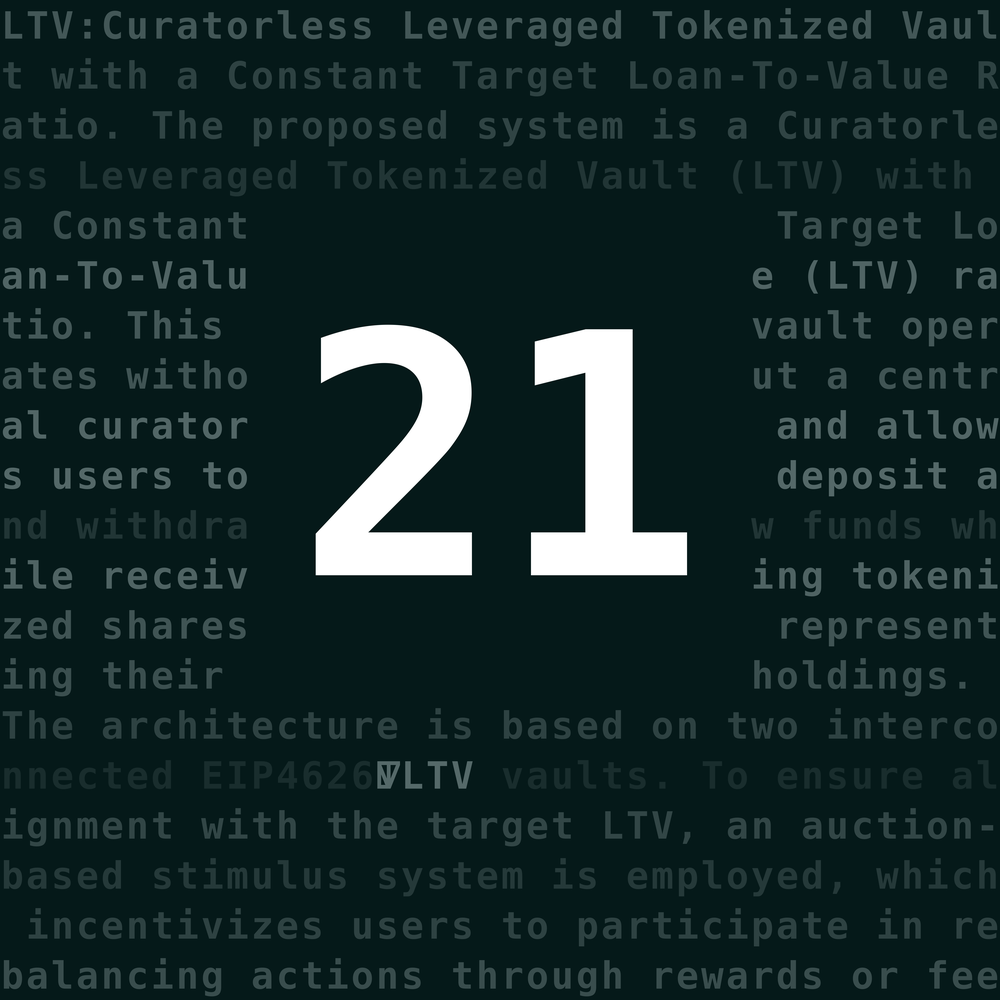 LTV:Curatorless Leveraged Tokenized Vaul
t with a Constant Target Loan-To-Value R
atio. The proposed system is a Curatorle
ss Leveraged Tokenized Vault (LTV) with
a Constant Target Lo
an-To-Valu e (LTV) ra
tio. This vault oper
ates witho ut a centr
al curator and allow
s users to deposit a
21
nd withdra w funds wh
ile receiv ing tokeni
zed shares represent
ing their holdings.
The architecture is based on two interco
nnected EIP4626 VLTV vaults. To ensure al
ignment with the target LTV, an auction-
based stimulus system is employed, which
incentivizes users to participate in re
balancing actions through rewards or fee